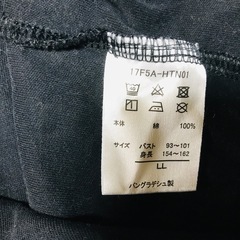 17F5A-HTN01
本体 綿 100%
サイズ バスト 93〜101
身長 154〜162
LL
バングラデシュ製